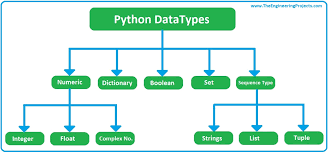 www.TheEngineeringProjects.com
Python DataTypes
Numeric
Dictionary
Boolean
Set
Sequence Type
Integer
Float
Complex No.
Strings
List
Tuple